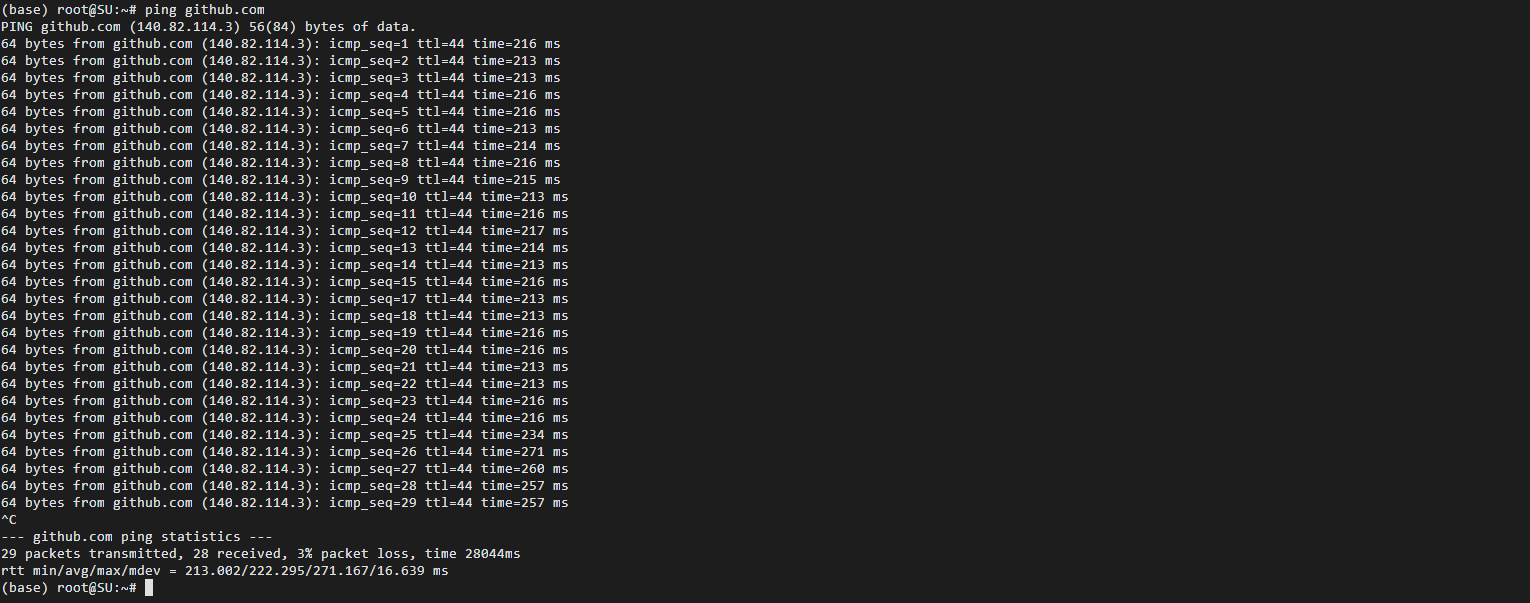 (base) root@SU:~# ping github.com
PING github.com (140.82.114.3) 56(84) bytes of data.
64 bytes from github.com (140.82.114.3): icmp_seq=1 ttl=44 time=216 ms
64 bytes from github.com (140.82.114.3): icmp_seq=2 ttl=44 time=213 ms
64 bytes from github.com (140.82.114.3): icmp_seq=3 ttl=44 time=213 ms
64 bytes from github.com (140.82.114.3): icmp_seq=4 ttl=44 time=216 ms
64 bytes from github.com (140.82.114.3): icmp_seq=5 ttl=44 time=216 ms
64 bytes from github.com (140.82.114.3): icmp_seq=6 ttl=44 time=213 ms
64 bytes from github.com (140.82.114.3): icmp_seq=7 ttl=44 time=214 ms
64 bytes from github.com (140.82.114.3): icmp_seq=8 ttl=44 time=216 ms
64 bytes from github.com (140.82.114.3): icmp_seq=9 ttl=44 time=215 ms
64 bytes from github.com (140.82.114.3): icmp_seq=10 ttl=44 time=213 ms
64 bytes from github.com (140.82.114.3): icmp_seq=11 ttl=44 time=216 ms
64 bytes from github.com (140.82.114.3): icmp_seq=12 ttl=44 time=217 ms
64 bytes from github.com (140.82.114.3): icmp_seq=13 ttl=44 time=214 ms
64 bytes from github.com (140.82.114.3): icmp_seq=14 ttl=44 time=213 ms
64 bytes from github.com (140.82.114.3): icmp_seq=15 ttl=44 time=216 ms
64 bytes from github.com (140.82.114.3): icmp_seq=17 ttl=44 time=213 ms
64 bytes from github.com (140.82.114.3): icmp_seq=18 ttl=44 time=213 ms
64 bytes from github.com (140.82.114.3): icmp_seq=19 ttl=44 time=216 ms
64 bytes from github.com (140.82.114.3): icmp_seq=20 ttl=44 time=216 ms
64 bytes from github.com (140.82.114.3): icmp_seq=21 ttl=44 time=213 ms
64 bytes from github.com (140.82.114.3): icmp_seq=22 ttl=44 time=213 ms
64 bytes from github.com (140.82.114.3): icmp_seq=23 ttl=44 time=216 ms
64 bytes from github.com (140.82.114.3): icmp_seq=24 ttl=44 time=216 ms
64 bytes from github.com (140.82.114.3): icmp_seq=25 ttl=44 time=234 ms
64 bytes from github.com (140.82.114.3): icmp_seq=26 ttl=44 time=271 ms
64 bytes from github.com (140.82.114.3): icmp_seq=27 ttl=44 time=260 ms
64 bytes from github.com (140.82.114.3): icmp_seq=28 ttl=44 time=257 ms
64 bytes from github.com (140.82.114.3): icmp_seq=29 ttl=44 time=257 ms
^C
--- github.com ping statistics ---
29 packets transmitted, 28 received, 3% packet loss, time 28044ms
rtt min/avg/max/mdev = 213.002/222.295/271.167/16.639 ms
(base) root@SU:~#